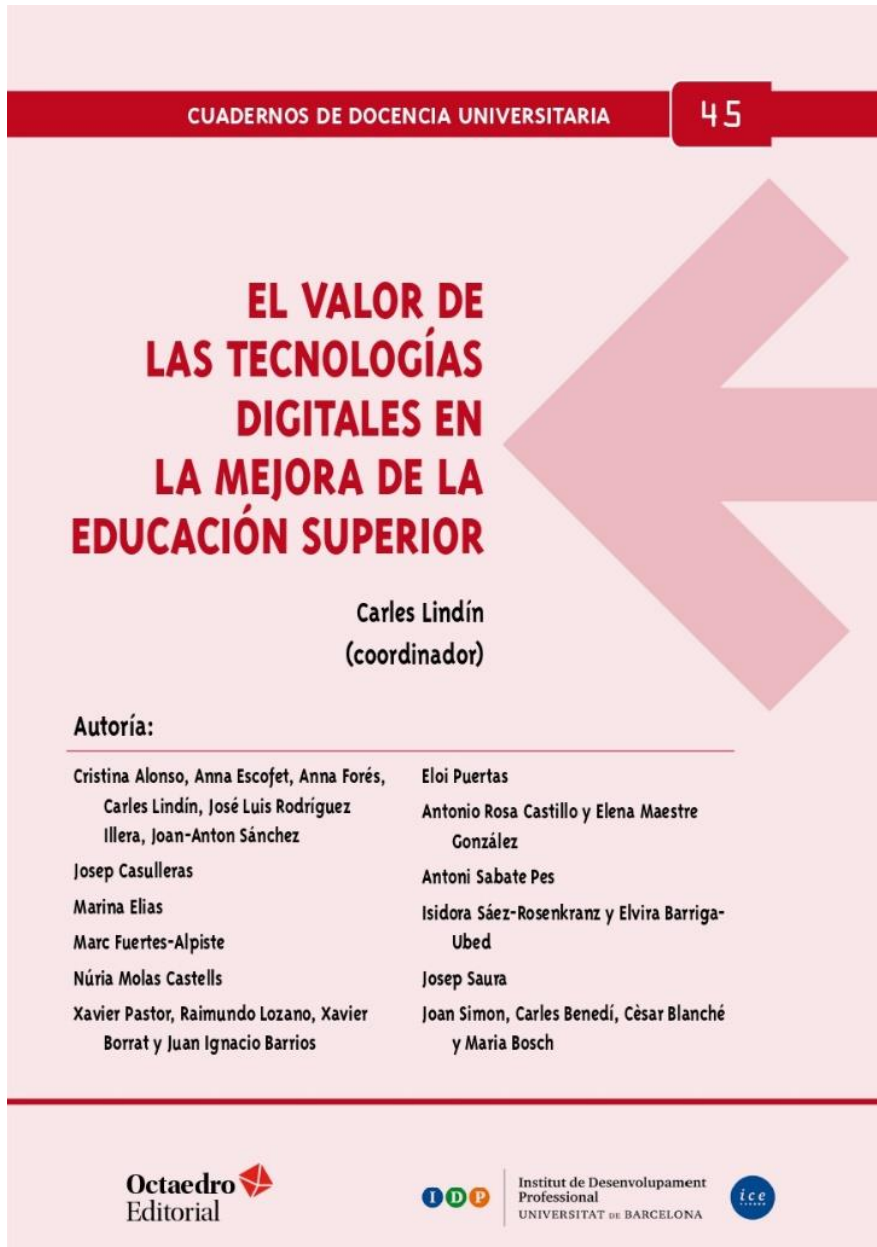 CUADERNOS DE DOCENCIA UNIVERSITARIA
45
EL VALOR DE
LAS TECNOLOGÍAS
DIGITALES EN
LA MEJORA DE LA
EDUCACIÓN SUPERIOR
Carles Lindín
(coordinador)
Autoría:
Cristina Alonso, Anna Escofet, Anna Forés,
Carles Lindín, José Luis Rodríguez
Illera, Joan-Anton Sánchez
Josep Casulleras
Marina Elias
Marc Fuertes-Alpiste
Núria Molas Castells
Xavier Pastor, Raimundo Lozano, Xavier
Borrat y Juan Ignacio Barrios
Eloi Puertas
Antonio Rosa Castillo y Elena Maestre
González
Antoni Sabate Pes
Isidora Sáez-Rosenkranz y Elvira Barriga-
Ubed
Josep Saura
Joan Simon, Carles Benedí, Cèsar Blanché
y Maria Bosch
Octaedro
Editorial
IDP
Institut de Desenvolupament
Professional
UNIVERSITAT DE BARCELONA
ice